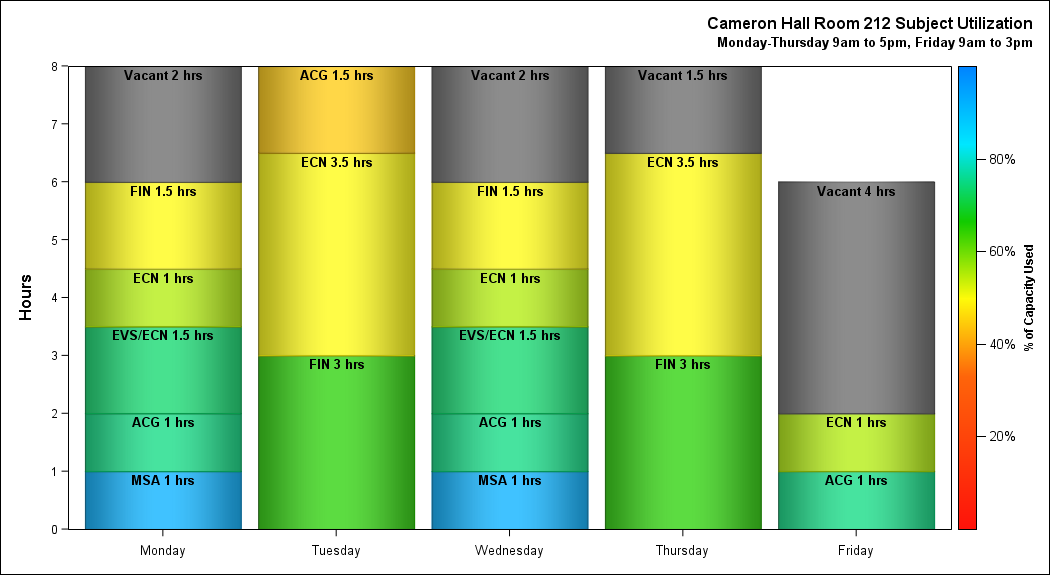 Cameron Hall Room 212 Subject Utilization
Monday-Thursday 9am to 5pm, Friday 9am to 3pm
Hours
8
7
6
5
4
3
2
1
0
Vacant 2 hrs
FIN 1.5 hrs
ECN 1 hrs
EVS/ECN 1.5 hrs
ACG 1 hrs
MSA 1 hrs
ACG 1.5 hrs
ECN 3.5 hrs
FIN 3 hrs
Vacant 2 hrs
FIN 1.5 hrs
ECN 1 hrs
EVS/ECN 1.5 hrs
ACG 1 hrs
MSA 1 hrs
Vacant 1.5 hrs
ECN 3.5 hrs
FIN 3 hrs
Vacant 4 hrs
ECN 1 hrs
ACG 1 hrs
Monday
Tuesday
Wednesday
Thursday
Friday
80%
60%
40%
20%
% of Capacity Used